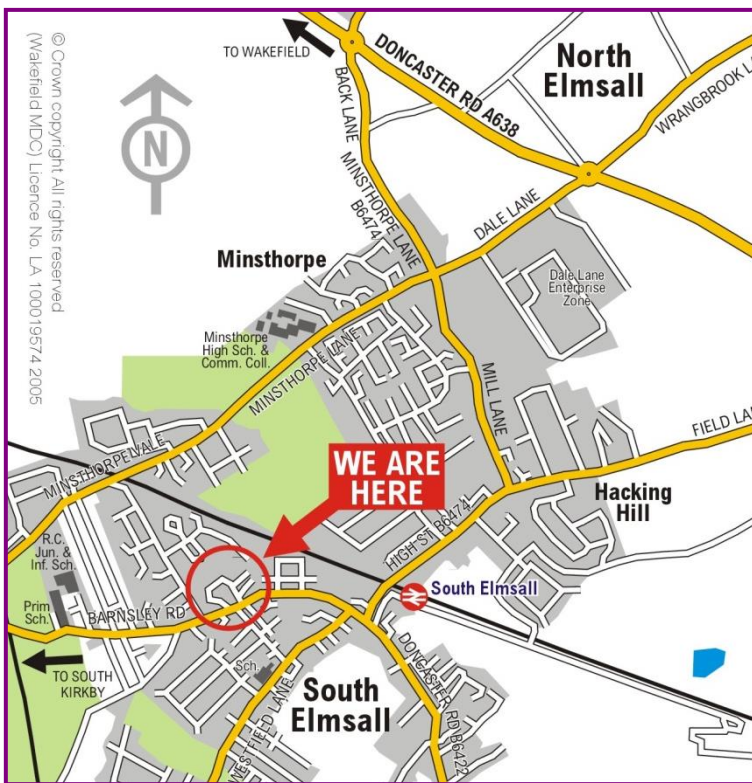 © Crown copyright All rights reserved
(Wakefield MDC) Licence No. LA 100019574 2005
TO WAKEFIELD
DONCASTER RD A638
North
Elmsall
BACK LANE
WRANGBROOK LA
N
MINSTHORPE LANE
B6474
DALE LANE
Minsthorpe
Dale Lane
Enterprise
Zone
Minsthorpe
High Sch. &
Comm. Coll.
MINSTHORPE LANE
MILL LANE
FIELD LA
MINSTHORPE VALE
WE ARE
HERE
Hacking
Hill
HIGH ST B6474
R.C.
Jun. &
Inf. Sch.
South Elmsall
Prim
Sch.
BARNSLEY RD
TO SOUTH
KIRKBY
Sch.
South
Elmsall
WESTFIELD LANE
DONCASTER RD B6422